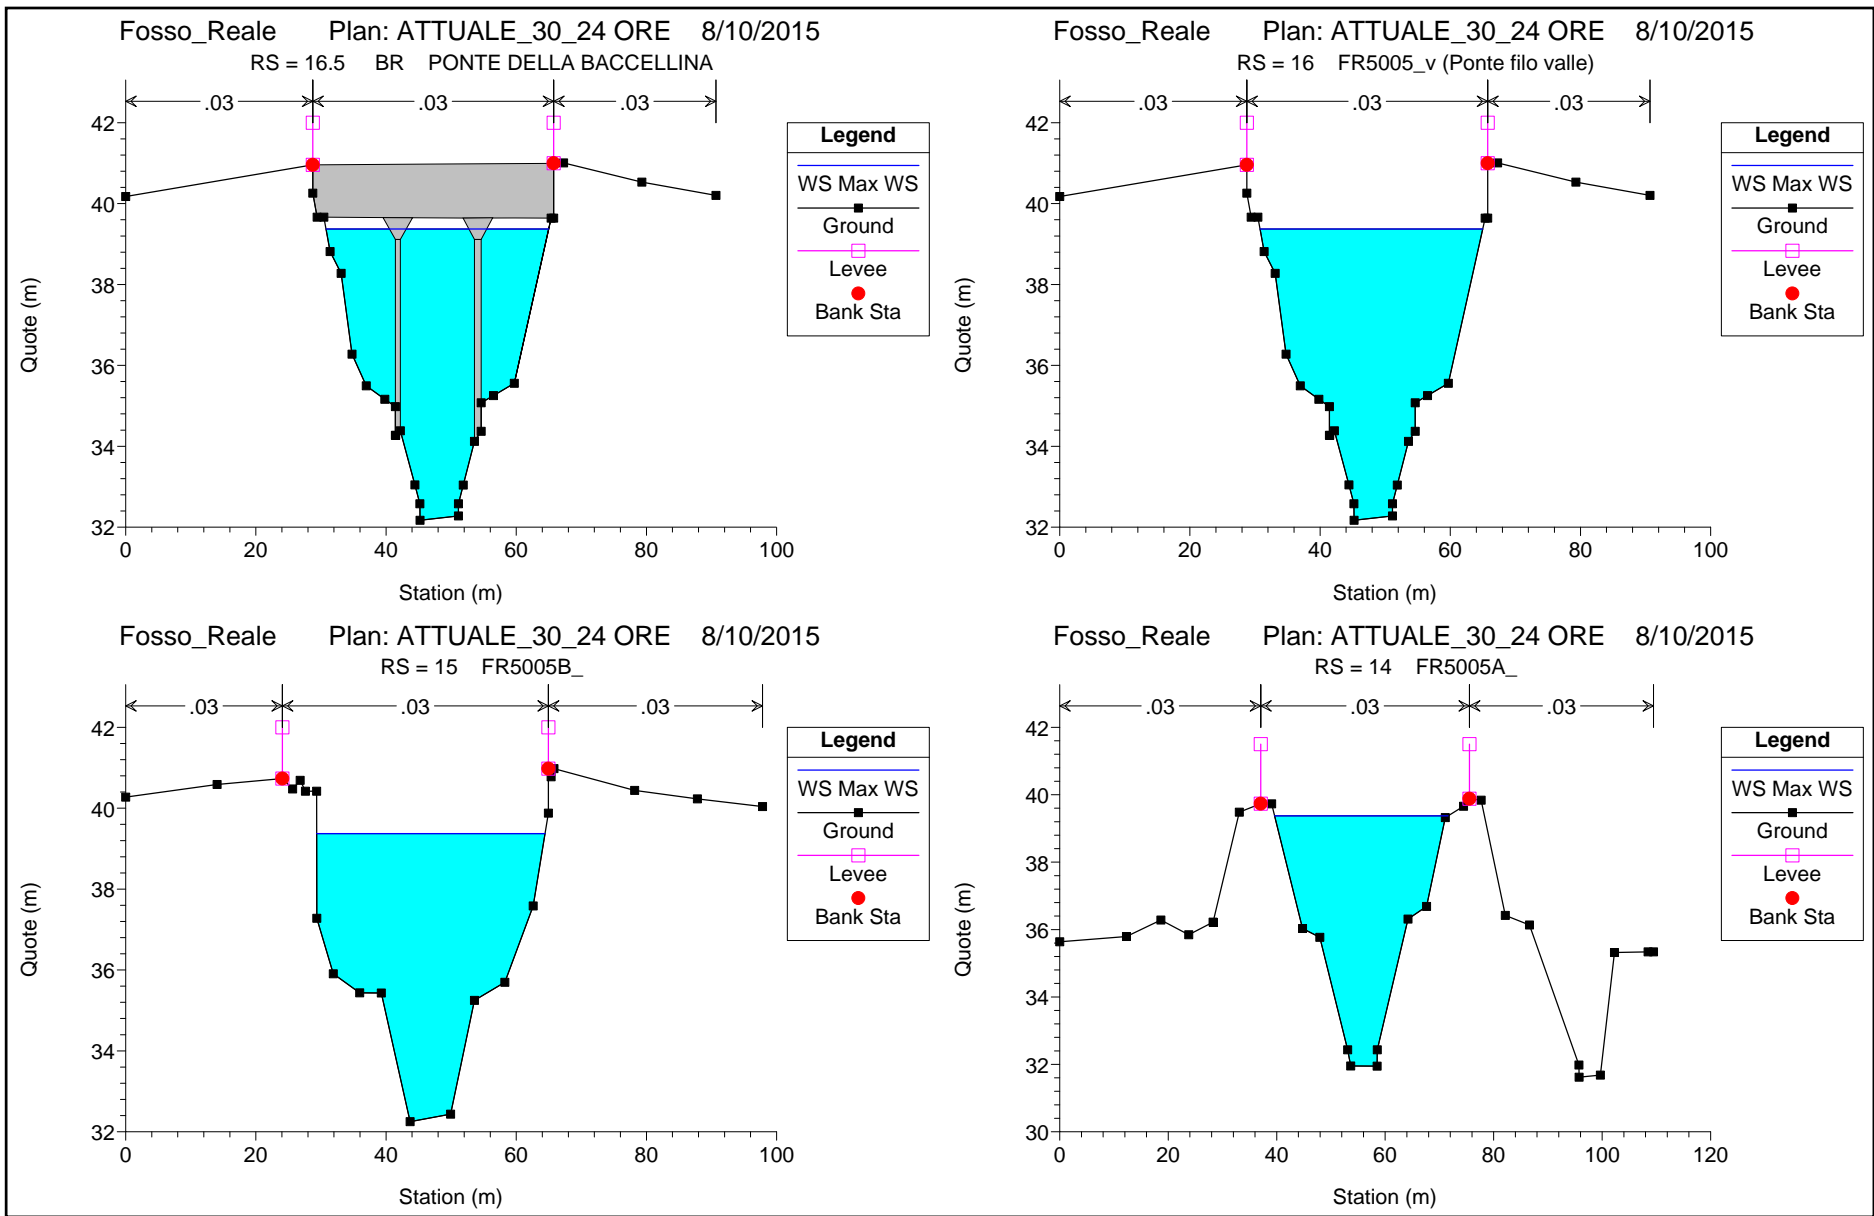 Fosso_Reale Plan: ATTUALE_30_24 ORE 8/10/2015
RS = 16.5 BR PONTE DELLA BACCELLINA
.03 .03 .03
42
40
38
36
34
32
Quote (m)
0 20 40 60 80 100
Station (m)
Legend
WS Max WS
Ground
Levee
Bank Sta
Fosso_Reale Plan: ATTUALE_30_24 ORE 8/10/2015
RS = 16 FR5005_v (Ponte filo valle)
.03 .03 .03
42
40
38
36
34
32
Quote (m)
0 20 40 60 80 100
Station (m)
Legend
WS Max WS
Ground
Levee
Bank Sta
Fosso_Reale Plan: ATTUALE_30_24 ORE 8/10/2015
RS = 15 FR5005B_
.03 .03 .03
42
40
38
36
34
32
Quote (m)
0 20 40 60 80 100
Station (m)
Legend
WS Max WS
Ground
Levee
Bank Sta
Fosso_Reale Plan: ATTUALE_30_24 ORE 8/10/2015
RS = 14 FR5005A_
.03 .03 .03
42
40
38
36
34
32
30
Quote (m)
0 20 40 60 80 100 120
Station (m)
Legend
WS Max WS
Ground
Levee
Bank Sta